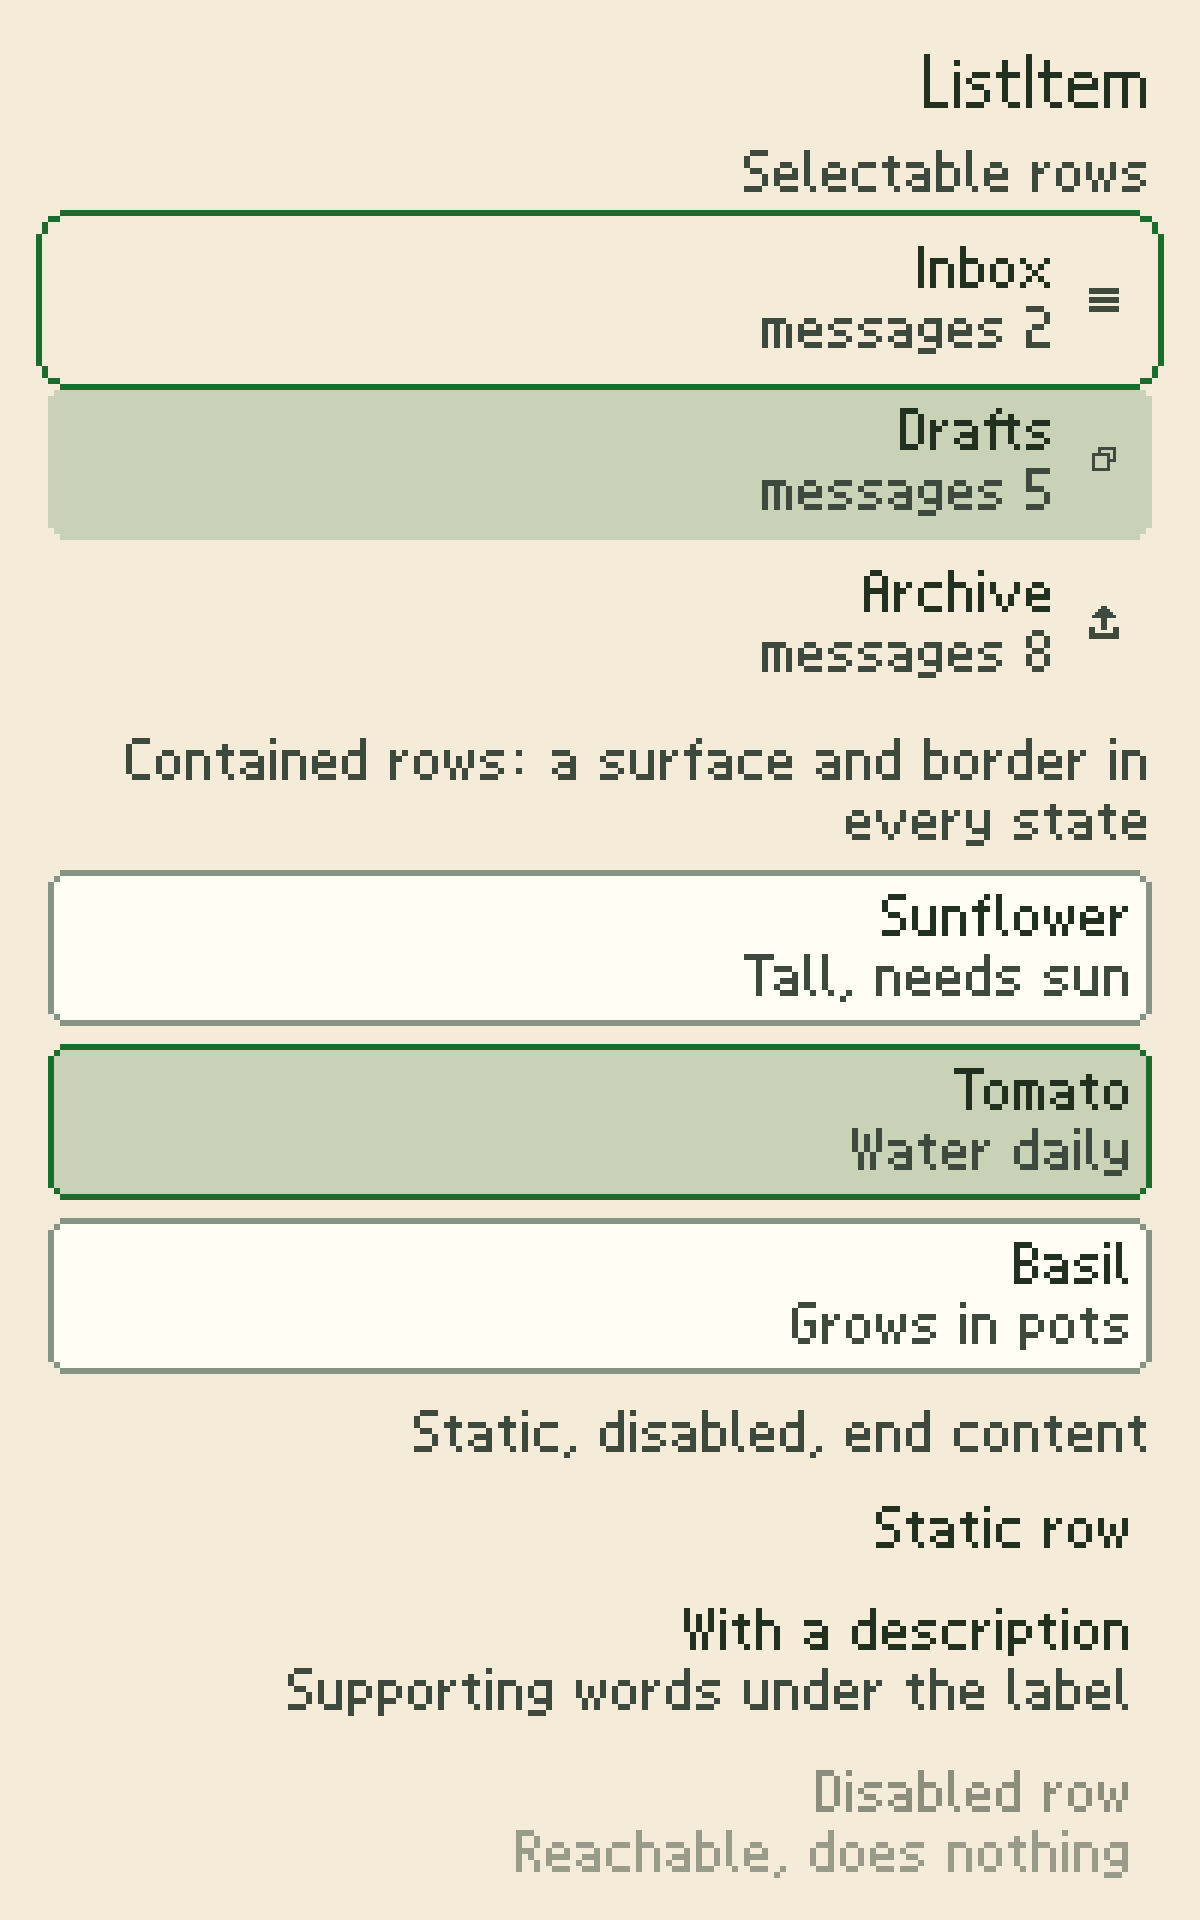 ListItem
Selectable rows
Inbox
messages 2
Drafts
messages 5
Archive
messages 8
Contained rows: a surface and border in
every state
Sunflower
Tall, needs sun
Tomato
Water daily
Basil
Grows in pots
Static, disabled, end content
Static row
With a description
Supporting words under the label
Disabled row
Reachable, does nothing